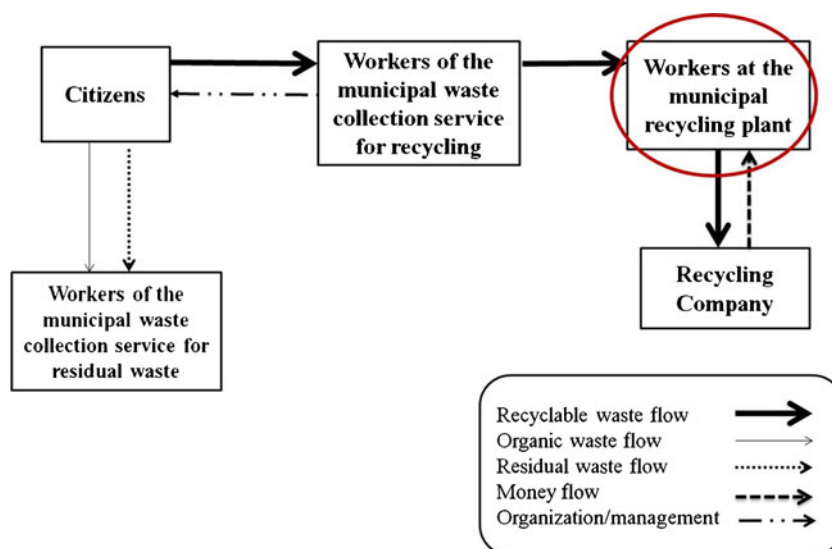 Citizens
Workers of the
municipal waste
collection service
for recycling
Workers at the
municipal
recycling plant
Workers of the
municipal waste
collection service for
residual waste
Recycling
Company
Recyclable waste flow
Organic waste flow
Residual waste flow
Money flow
Organization/management